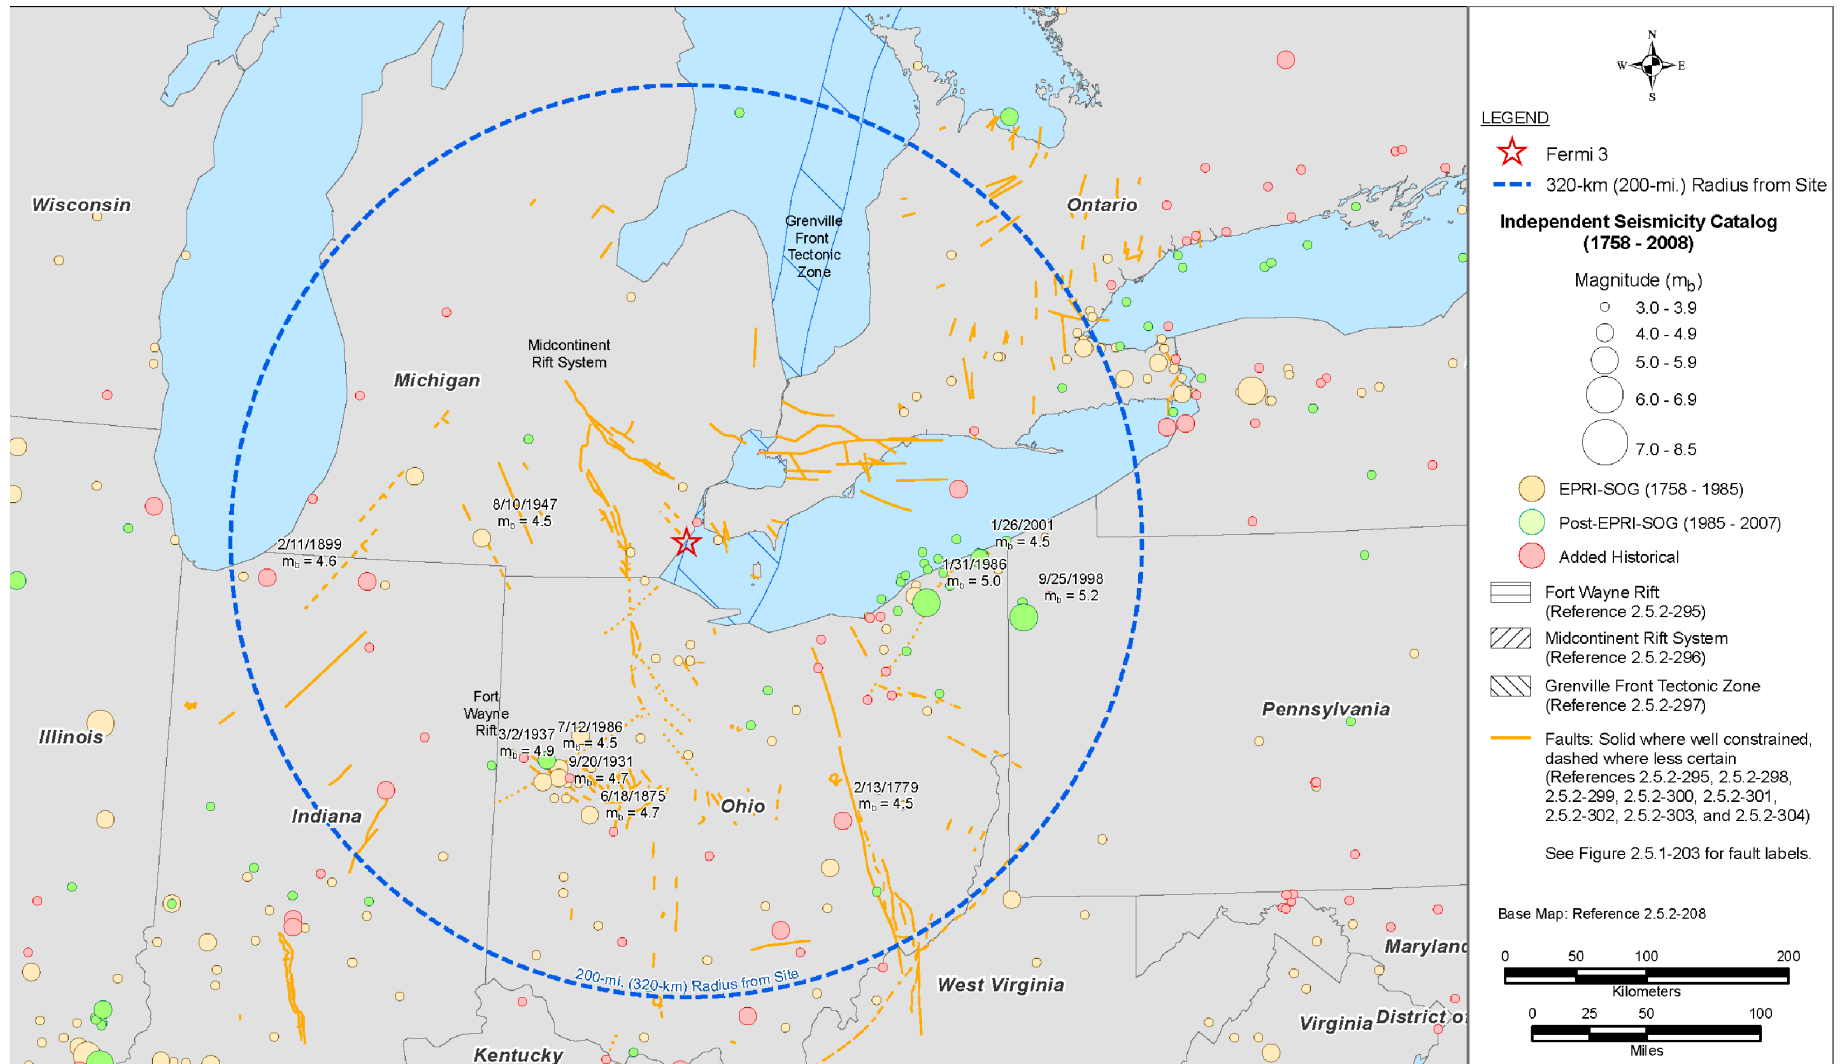 Wisconsin
Grenville
Front
Tectonic
Zone
Ontario
Midcontinent
Rift System
Michigan
8/10/1947
mb = 4.5
2/11/1899
mb = 4.6
1/26/2001
mb = 4.5
1/31/1986
mb = 5.0
9/25/1998
mb = 5.2
Fort
Wayne
Rift
3/2/1937
mb = 4.9
7/12/1986
mb = 4.5
9/20/1931
mb = 4.7
6/18/1875
mb = 4.7
2/13/1779
mb = 4.5
Illinois
Indiana
Ohio
Pennsylvania
200-mi. (320-km) Radius from Site
West Virginia
Kentucky
Maryland
Virginia
District of
N
W
E
S
LEGEND
Fermi 3
320-km (200-mi.) Radius from Site
Independent Seismicity Catalog
(1758 - 2008)
Magnitude (mb)
3.0 - 3.9
4.0 - 4.9
5.0 - 5.9
6.0 - 6.9
7.0 - 8.5
EPRI-SOG (1758 - 1985)
Post-EPRI-SOG (1985 - 2007)
Added Historical
Fort Wayne Rift
(Reference 2.5.2-295)
Midcontinent Rift System
(Reference 2.5.2-296)
Grenville Front Tectonic Zone
(Reference 2.5.2-297)
Faults: Solid where well constrained,
dashed where less certain
(References 2.5.2-295, 2.5.2-298,
2.5.2-299, 2.5.2-300, 2.5.2-301,
2.5.2-302, 2.5.2-303, and 2.5.2-304)
See Figure 2.5.1-203 for fault labels.
Base Map: Reference 2.5.2-208
0 50 100 200
Kilometers
0 25 50 100
Miles